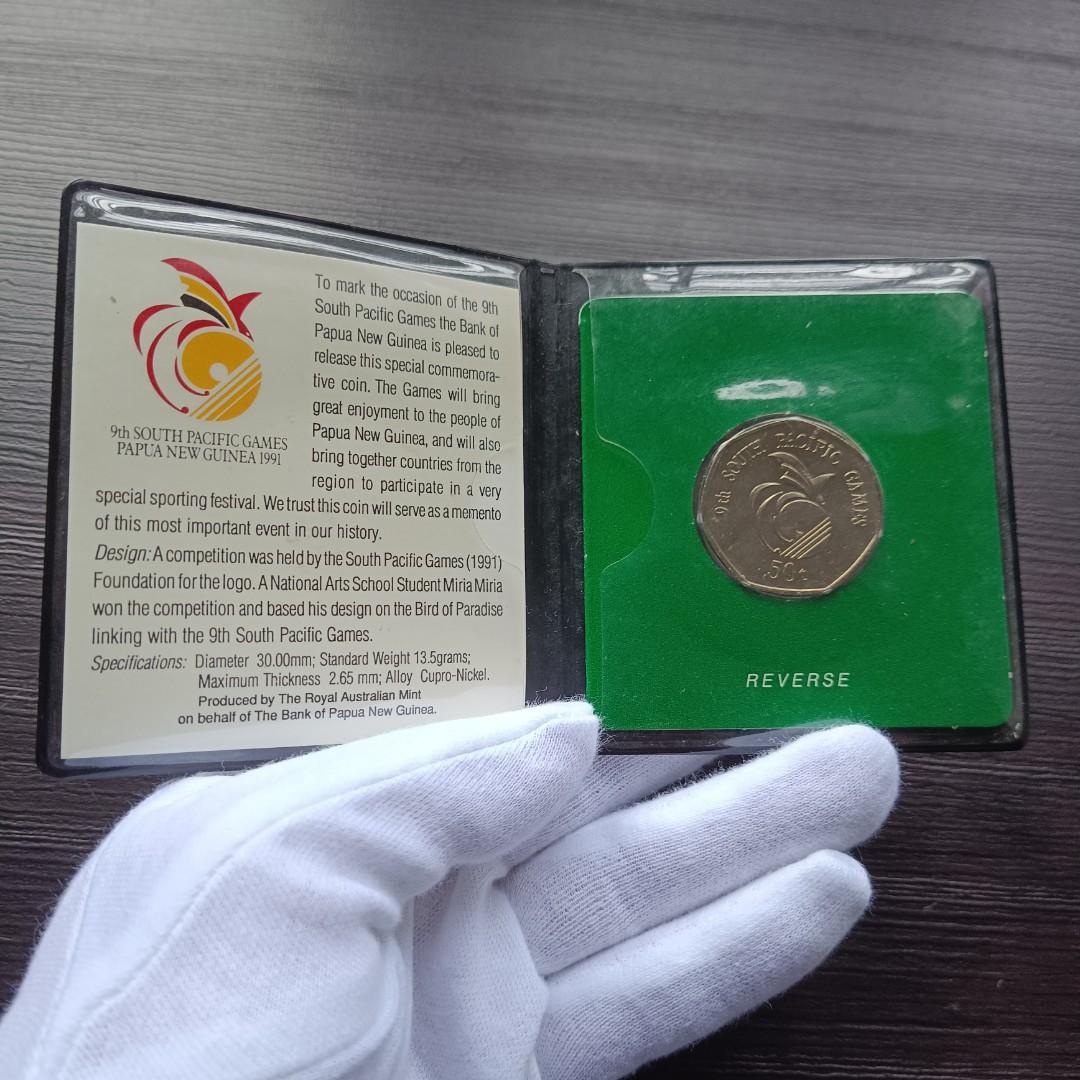 To mark the occasion of the 9th
South Pacific Games the Bank of
Papua New Guinea is pleased to
release this special commemora-
tive coin. The Games will bring
great enjoyment to the people of
Papua New Guinea, and will also
bring together countries from the
region to participate in a very
special sporting festival. We trust this coin will serve as a memento
of this most important event in our history.
9th SOUTH PACIFIC GAMES
PAPUA NEW GUINEA 1991
Design: A competition was held by the South Pacific Games (1991)
Foundation for the logo. A National Arts School Student Miria Miria
won the competition and based his design on the Bird of Paradise
linking with the 9th South Pacific Games.
Specifications: Diameter 30.00mm; Standard Weight 13.5grams;
Maximum Thickness 2.65 mm; Alloy Cupro-Nickel.
Produced by The Royal Australian Mint
on behalf of The Bank of Papua New Guinea.
9th SOUTH PACIFIC GAMES
50t
REVERSE